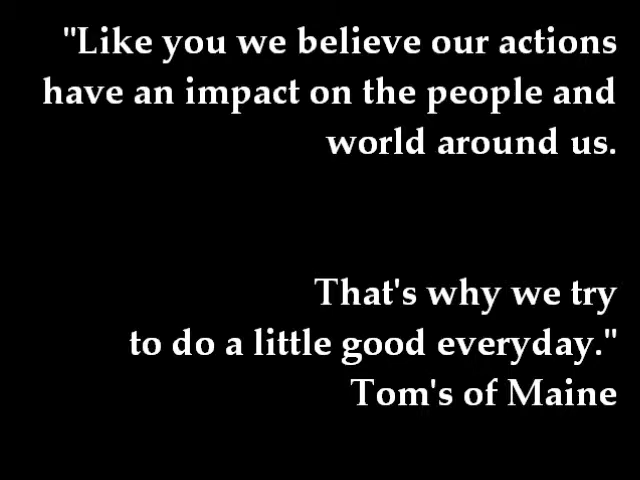 "Like you we believe our actions
have an impact on the people and
world around us.
That's why we try
to do a little good everyday."
Tom's of Maine